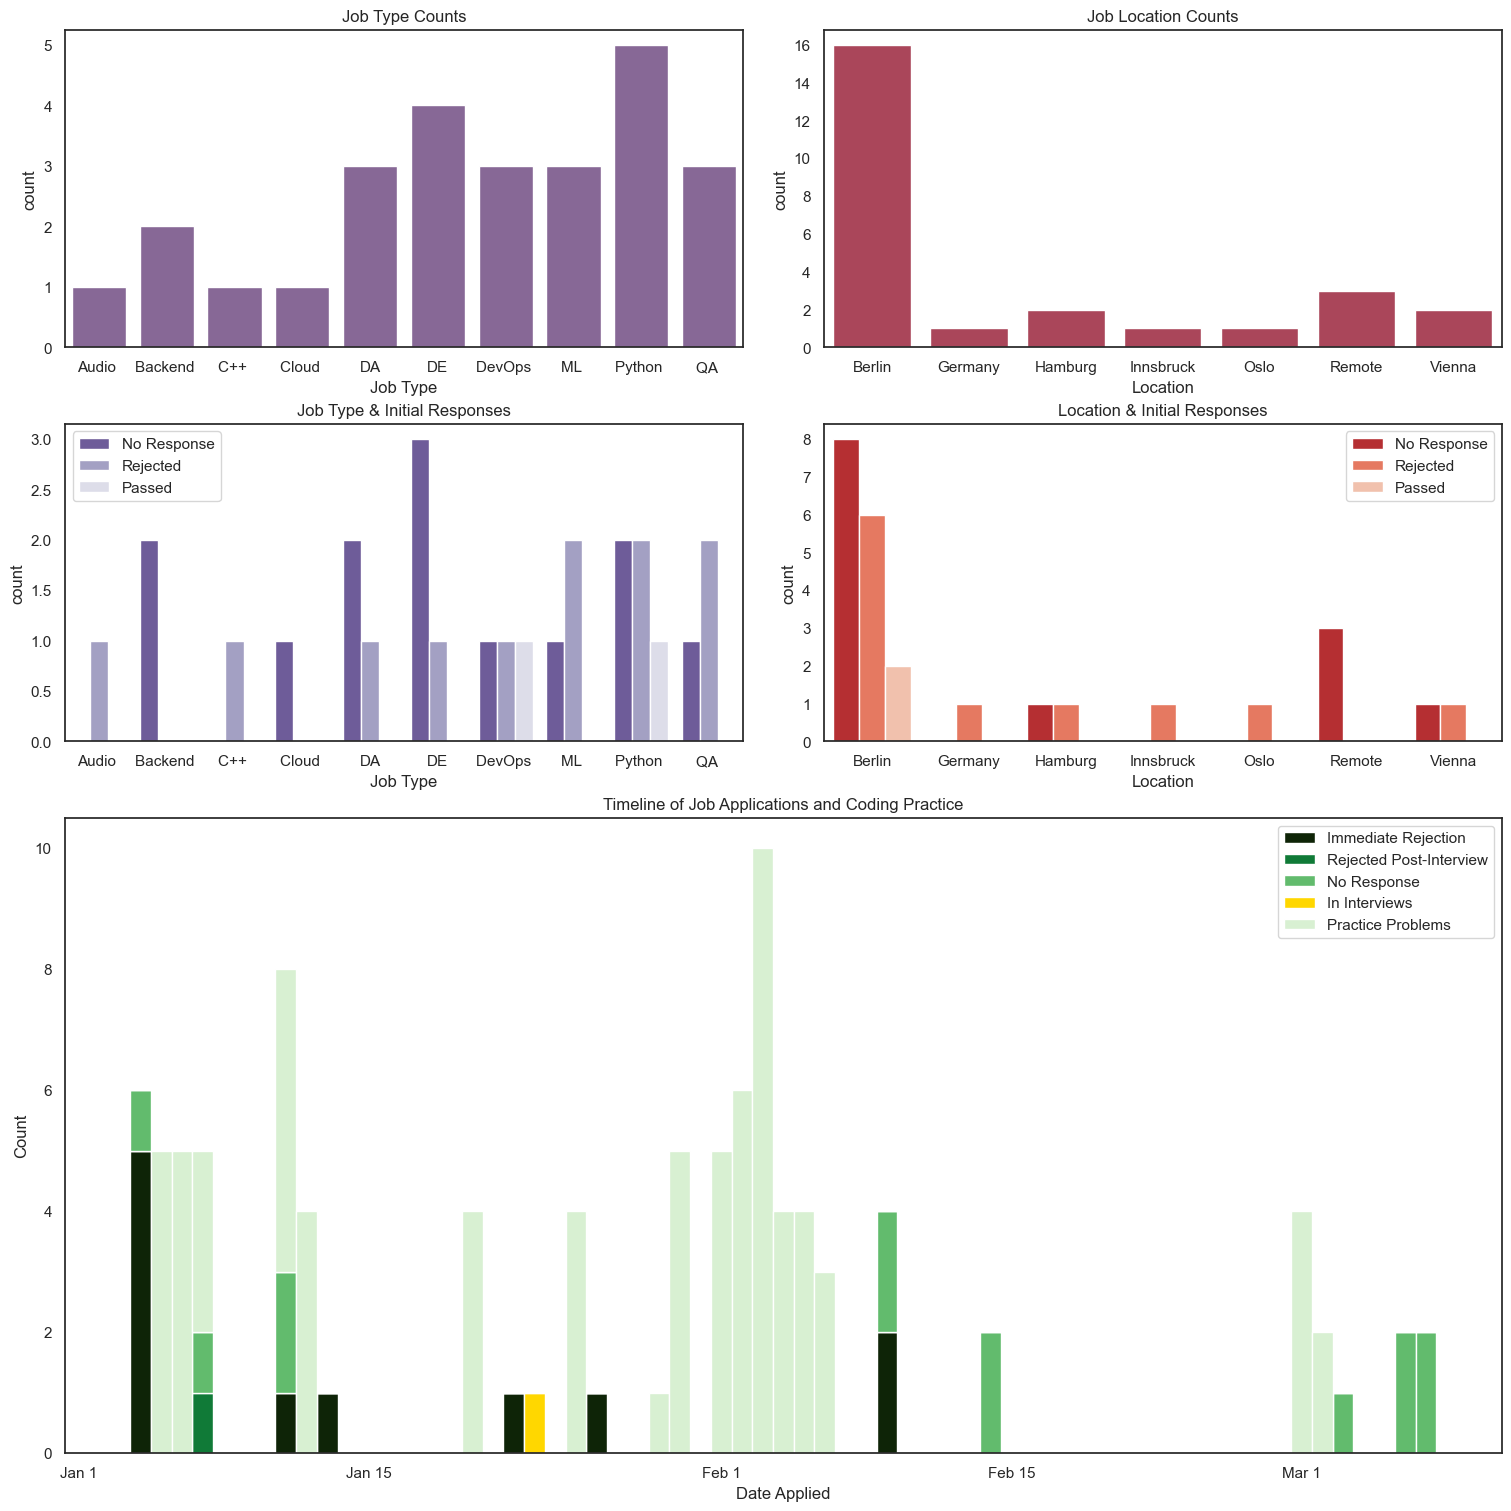 Job Type Counts
5
4
3
2
1
0
count
Audio Backend C++ Cloud DA DE DevOps ML Python QA
Job Type
Job Location Counts
16
14
12
10
8
6
4
2
0
count
Berlin Germany Hamburg Innsbruck Oslo Remote Vienna
Location
Job Type & Initial Responses
No Response
Rejected
Passed
3.0
2.5
2.0
1.5
1.0
0.5
0.0
count
Audio Backend C++ Cloud DA DE DevOps ML Python QA
Job Type
Location & Initial Responses
No Response
Rejected
Passed
8
7
6
5
4
3
2
1
0
count
Berlin Germany Hamburg Innsbruck Oslo Remote Vienna
Location
Timeline of Job Applications and Coding Practice
Immediate Rejection
Rejected Post-Interview
No Response
In Interviews
Practice Problems
10
8
6
4
2
0
Count
Jan 1 Jan 15 Feb 1 Feb 15 Mar 1
Date Applied